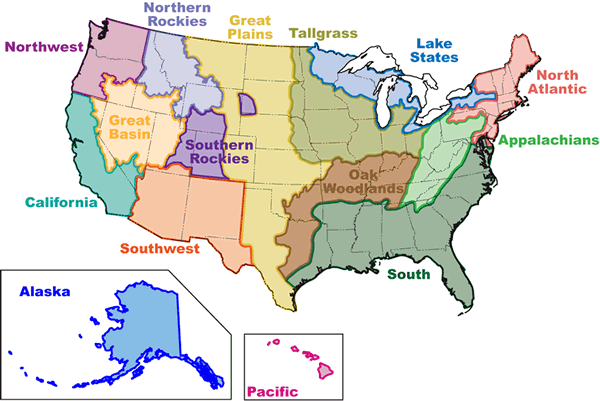 Northern
Rockies
Great
Plains
Tallgrass
Northwest
Lake
States
North
Atlantic
Great
Basin
Southern
Rockies
Appalachians
Oak
Woodlands
California
Southwest
South
Alaska
Pacific